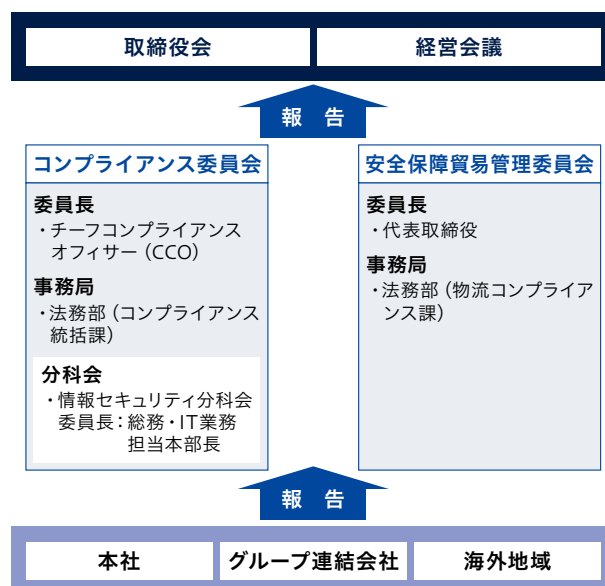 取締役会
経営会議
報 告
コンプライアンス委員会
委員長
・チーフコンプライアンス
オフィサー（CCO）
事務局
・法務部（コンプライアンス
統括課）
分科会
・情報セキュリティ分科会
委員長：総務・IT業務
担当本部長
安全保障貿易管理委員会
委員長
・代表取締役
事務局
・法務部（物流コンプライア
ンス課）
報 告
本社
グループ連結会社
海外地域